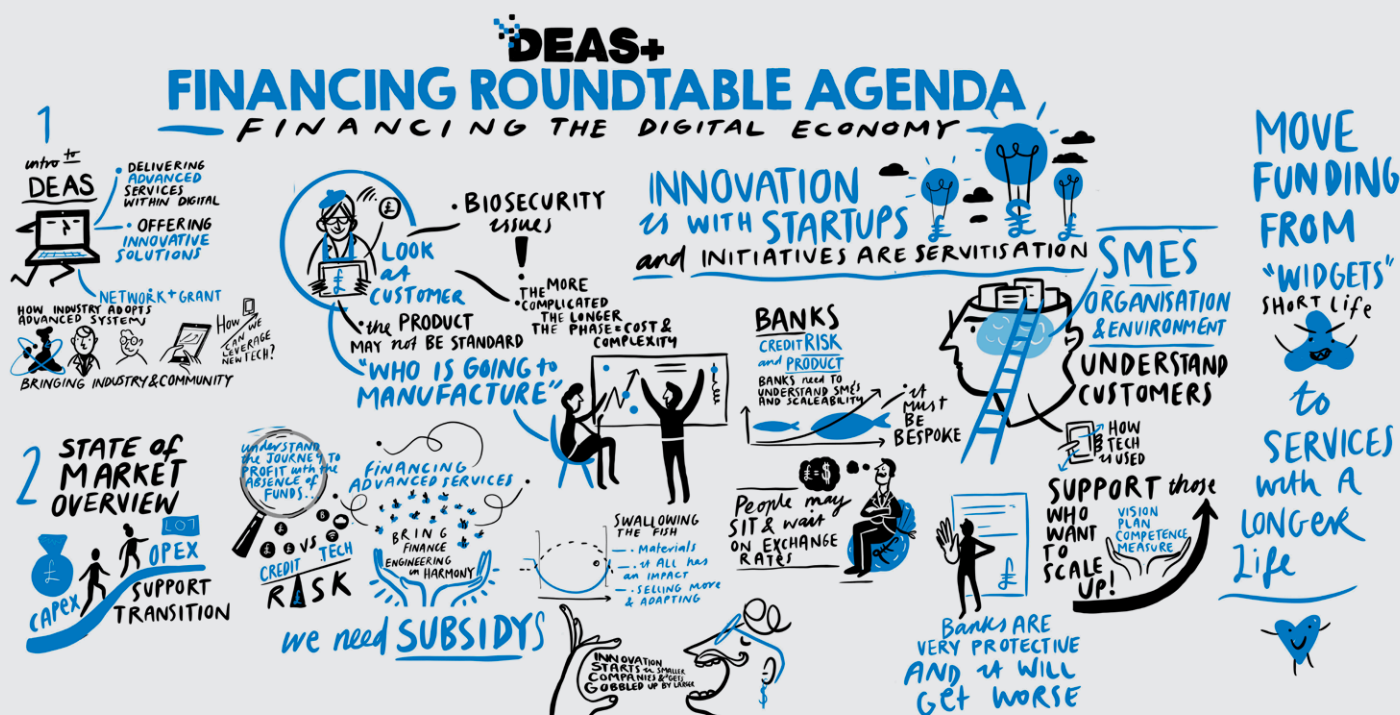 DEAS+
FINANCING ROUNDTABLE AGENDA
FINANCING THE DIGITAL ECONOMY
1
intro to
DEAS
• DELIVERING
ADVANCED
SERVICES
WITHIN DIGITAL
• OFFERING
INNOVATIVE
SOLUTIONS
NETWORK + GRANT
HOW INDUSTRY ADOPTS
ADVANCED SYSTEMS
HOW
CAN WE
LEVERAGE
NEW TECH?
BRINGING INDUSTRY & COMMUNITY
2
STATE of
MARKET
OVERVIEW
£
CAPEX
OPEX
SUPPORT
TRANSITION
£
LOOK
at
CUSTOMER
£
• BIOSECURITY
issues
!
• THE MORE
COMPLICATED
THE LONGER
THE PHASE = COST &
COMPLEXITY
• the PRODUCT
MAY not BE STANDARD
"WHO IS GOING to
MANUFACTURE"
understand
the JOURNEY TO
PROFIT with the
ABSENCE of
FUNDS...
£ £ VS
CREDIT TECH
RISK
FINANCING
ADVANCED SERVICES
BRING
FINANCE
ENGINEERING
in HARMONY
we need SUBSIDYS
SWALLOWING
THE FISH
— • Materials
— • it ALL has
an IMPACT
— • SELLING MORE
& ADAPTING
INNOVATION
STARTS in SMALLER
COMPANIES & GETS
GOBBLED UP BY LARGER
INNOVATION
is WITH STARTUPS
and INITIATIVES ARE SERVITISATION
£ £ £
BANKS
CREDIT RISK
and PRODUCT
BANKS need to
UNDERSTAND SME's
AND SCALEABILITY
• it
MUST
BE
BESPOKE
£=$
People may
SIT & wait
ON EXCHANGE
RATES
SMES
ORGANISATION
& ENVIRONMENT
UNDERSTAND
CUSTOMERS
HOW
TECH
is USED
SUPPORT those
WHO
WANT
TO
SCALE
UP!
VISION
PLAN
COMPETENCE
MEASURE
£
Banks ARE
VERY PROTECTIVE
AND it WILL
Get WORSE
MOVE
FUNDING
FROM
"WIDGETS"
SHORT Life
to
SERVICES
with A
LONGER
Life